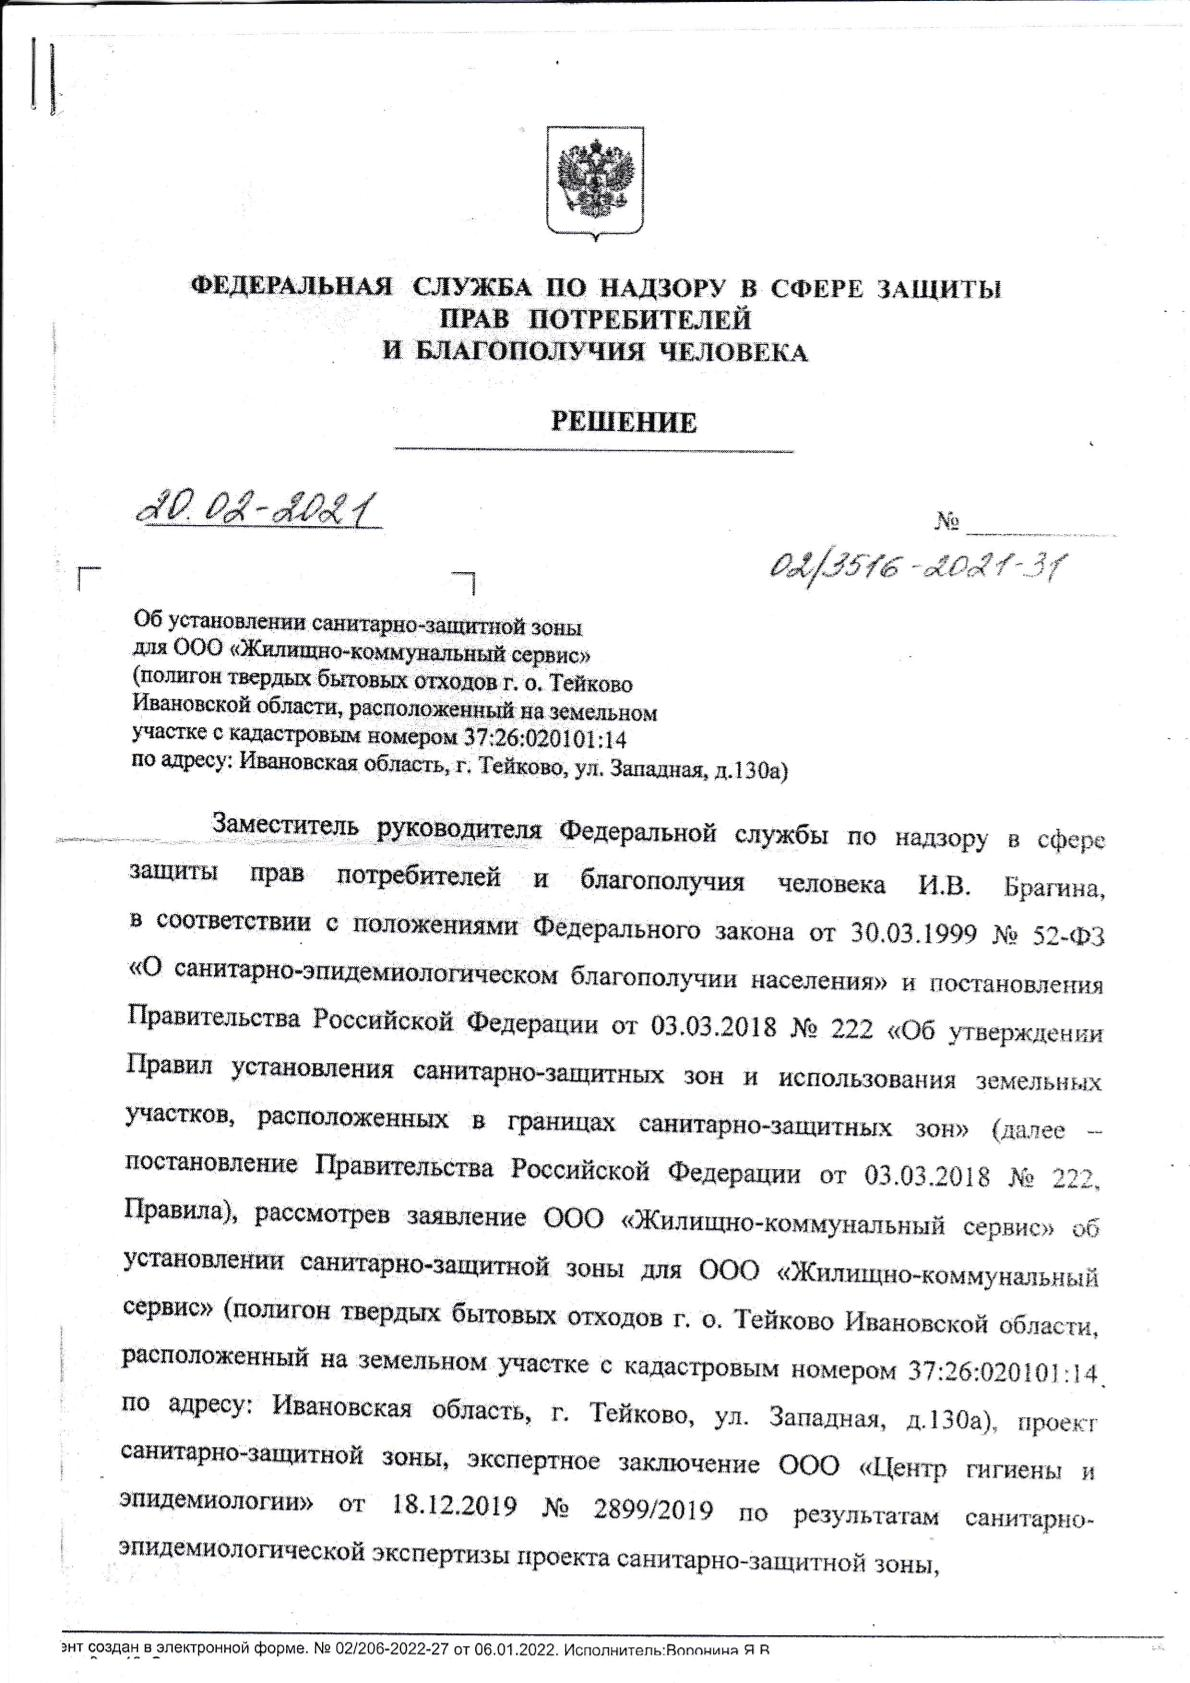 ФЕДЕРАЛЬНАЯ СЛУЖБА ПО НАДЗОРУ В СФЕРЕ ЗАЩИТЫ
ПРАВ ПОТРЕБИТЕЛЕЙ
И БЛАГОПОЛУЧИЯ ЧЕЛОВЕКА
РЕШЕНИЕ
20.02-2021
№
02/3516-2021-31
Об установлении санитарно-защитной зоны
для ООО «Жилищно-коммунальный сервис»
(полигон твердых бытовых отходов г. о. Тейково
Ивановской области, расположенный на земельном
участке с кадастровым номером 37:26:020101:14
по адресу: Ивановская область, г. Тейково, ул. Западная, д.130а)
Заместитель руководителя Федеральной службы по надзору в сфере
защиты прав потребителей и благополучия человека И.В. Брагина,
в соответствии с положениями Федерального закона от 30.03.1999 № 52-ФЗ
«О санитарно-эпидемиологическом благополучии населения» и постановления
Правительства Российской Федерации от 03.03.2018 № 222 «Об утверждении
Правил установления санитарно-защитных зон и использования земельных
участков, расположенных в границах санитарно-защитных зон» (далее –
постановление Правительства Российской Федерации от 03.03.2018 № 222,
Правила), рассмотрев заявление ООО «Жилищно-коммунальный сервис» об
установлении санитарно-защитной зоны для ООО «Жилищно-коммунальный
сервис» (полигон твердых бытовых отходов г. о. Тейково Ивановской области,
расположенный на земельном участке с кадастровым номером 37:26:020101:14
по адресу: Ивановская область, г. Тейково, ул. Западная, д.130а), проект
санитарно-защитной зоны, экспертное заключение ООО «Центр гигиены и
эпидемиологии» от 18.12.2019 № 2899/2019 по результатам санитарно-
эпидемиологической экспертизы проекта санитарно-защитной зоны,
ент создан в электронной форме. № 02/206-2022-27 от 06.01.2022. Исполнитель:Воронина Я.В.